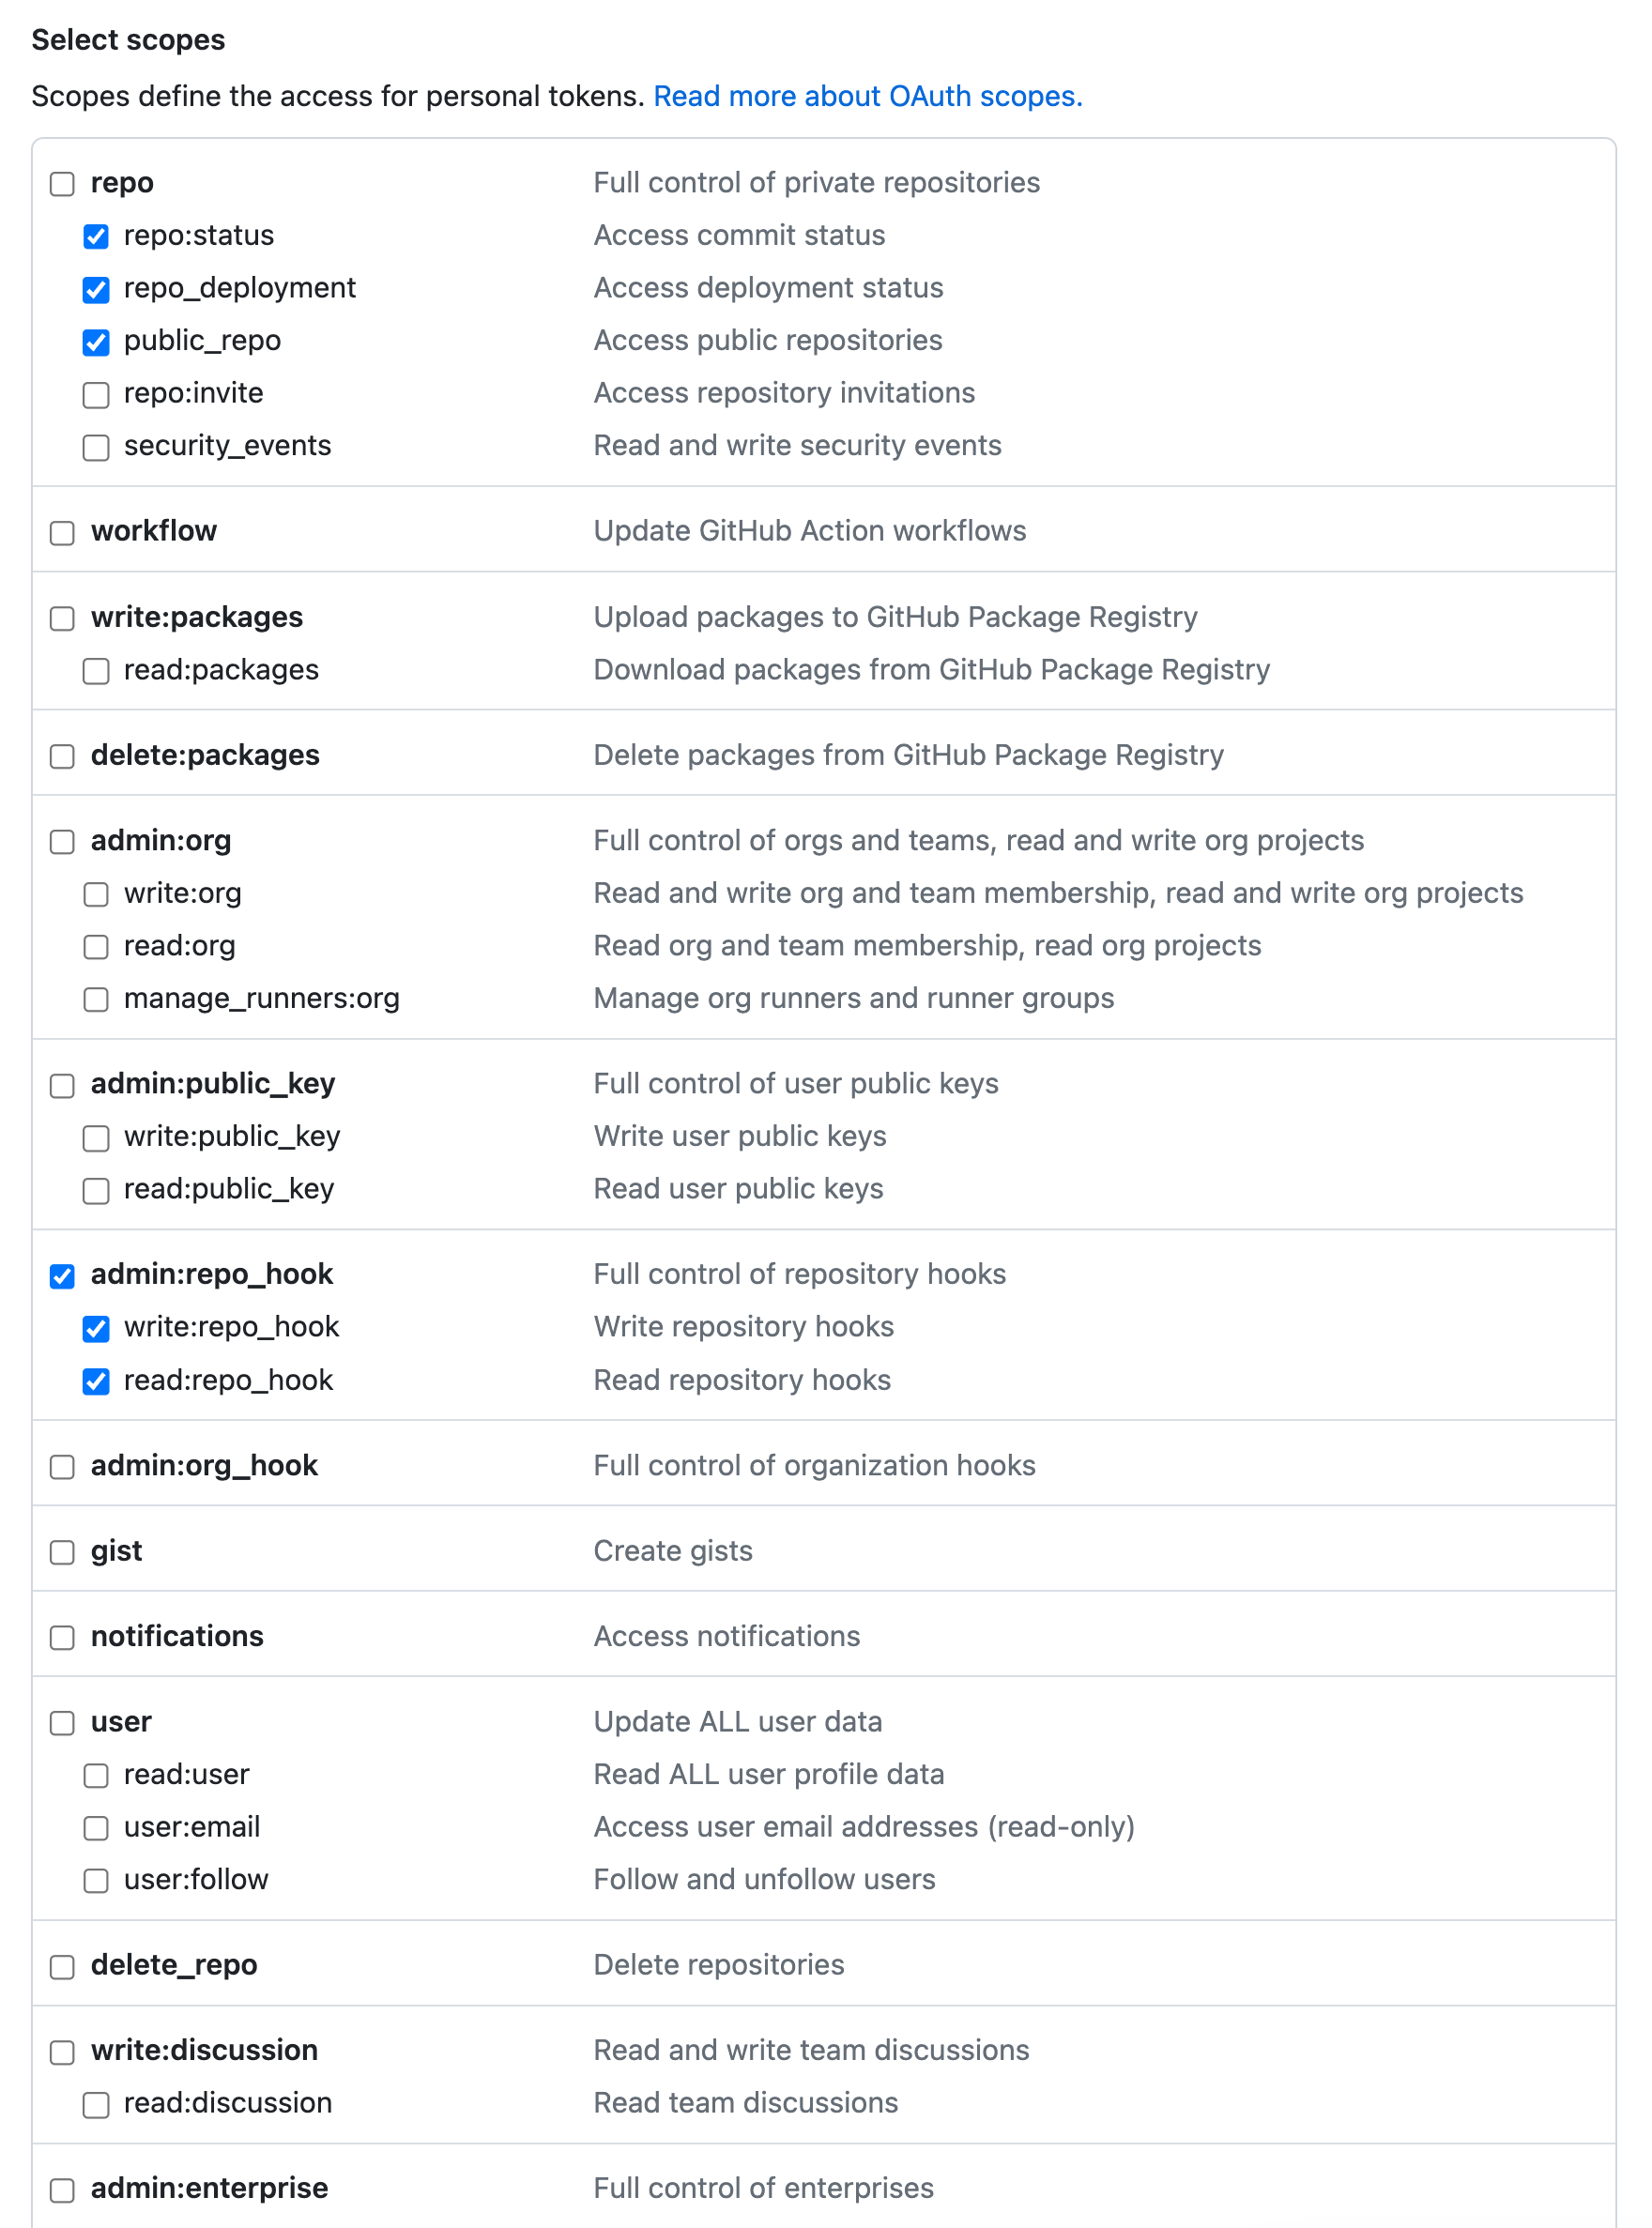 Select scopes
Scopes define the access for personal tokens. Read more about OAuth scopes.
repo Full control of private repositories
repo:status Access commit status
repo_deployment Access deployment status
public_repo Access public repositories
repo:invite Access repository invitations
security_events Read and write security events
workflow Update GitHub Action workflows
write:packages Upload packages to GitHub Package Registry
read:packages Download packages from GitHub Package Registry
delete:packages Delete packages from GitHub Package Registry
admin:org Full control of orgs and teams, read and write org projects
write:org Read and write org and team membership, read and write org projects
read:org Read org and team membership, read org projects
manage_runners:org Manage org runners and runner groups
admin:public_key Full control of user public keys
write:public_key Write user public keys
read:public_key Read user public keys
admin:repo_hook Full control of repository hooks
write:repo_hook Write repository hooks
read:repo_hook Read repository hooks
admin:org_hook Full control of organization hooks
gist Create gists
notifications Access notifications
user Update ALL user data
read:user Read ALL user profile data
user:email Access user email addresses (read-only)
user:follow Follow and unfollow users
delete_repo Delete repositories
write:discussion Read and write team discussions
read:discussion Read team discussions
admin:enterprise Full control of enterprises